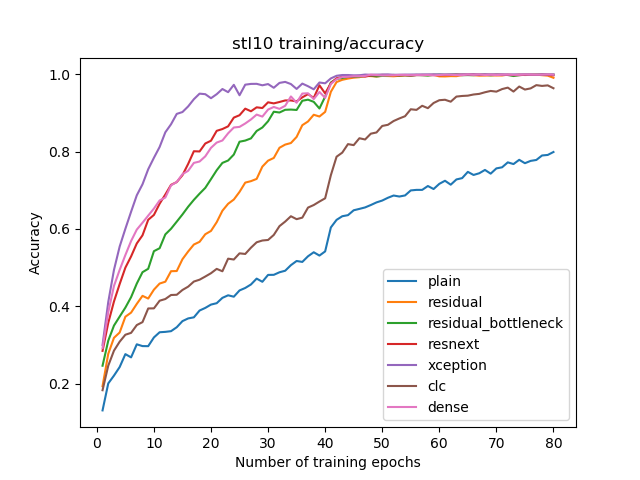 stl10 training/accuracy
Accuracy
1.0
0.8
0.6
0.4
0.2
0
10
20
30
40
50
60
70
80
Number of training epochs
plain
residual
residual_bottleneck
resnext
xception
clc
dense